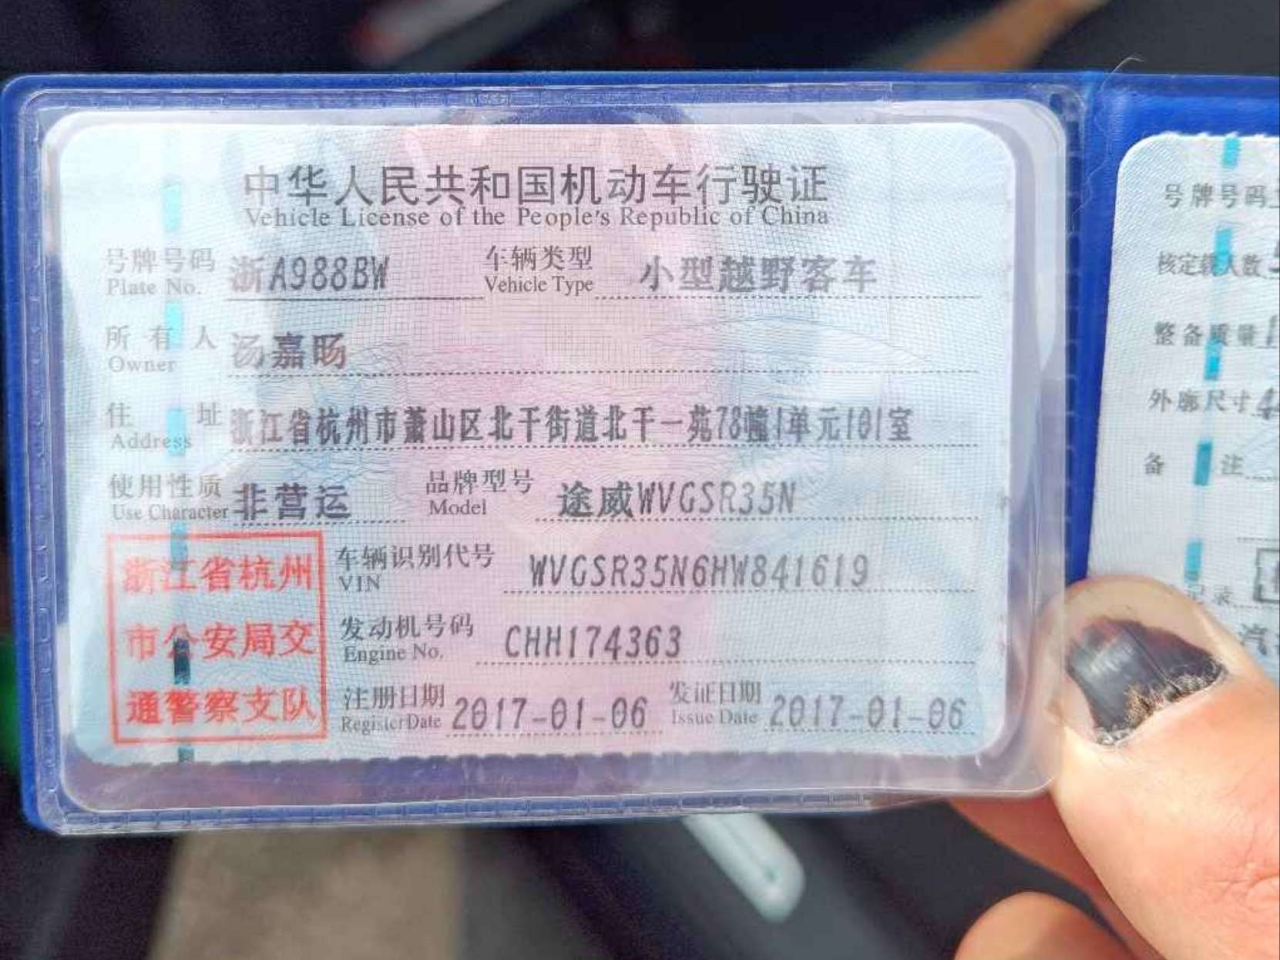 中华人民共和国机动车行驶证
Vehicle License of the People's Republic of China
号牌号码 浙A988BW 车辆类型 小型越野客车
Plate No. Vehicle Type
所有人 汤嘉旸
Owner
住址 浙江省杭州市萧山区北干街道北干一苑78幢1单元101室
Address
使用性质 非营运 品牌型号 途威WVGSR35N
Use Character Model
浙江省杭州
市公安局交
通警察支队
车辆识别代号 WVGSR35N6HW841619
VIN
发动机号码 CHH174363
Engine No.
注册日期 2017-01-06 发证日期 2017-01-06
Register Date Issue Date
号牌号码
核定载人数
整备质量
外廓尺寸
备注